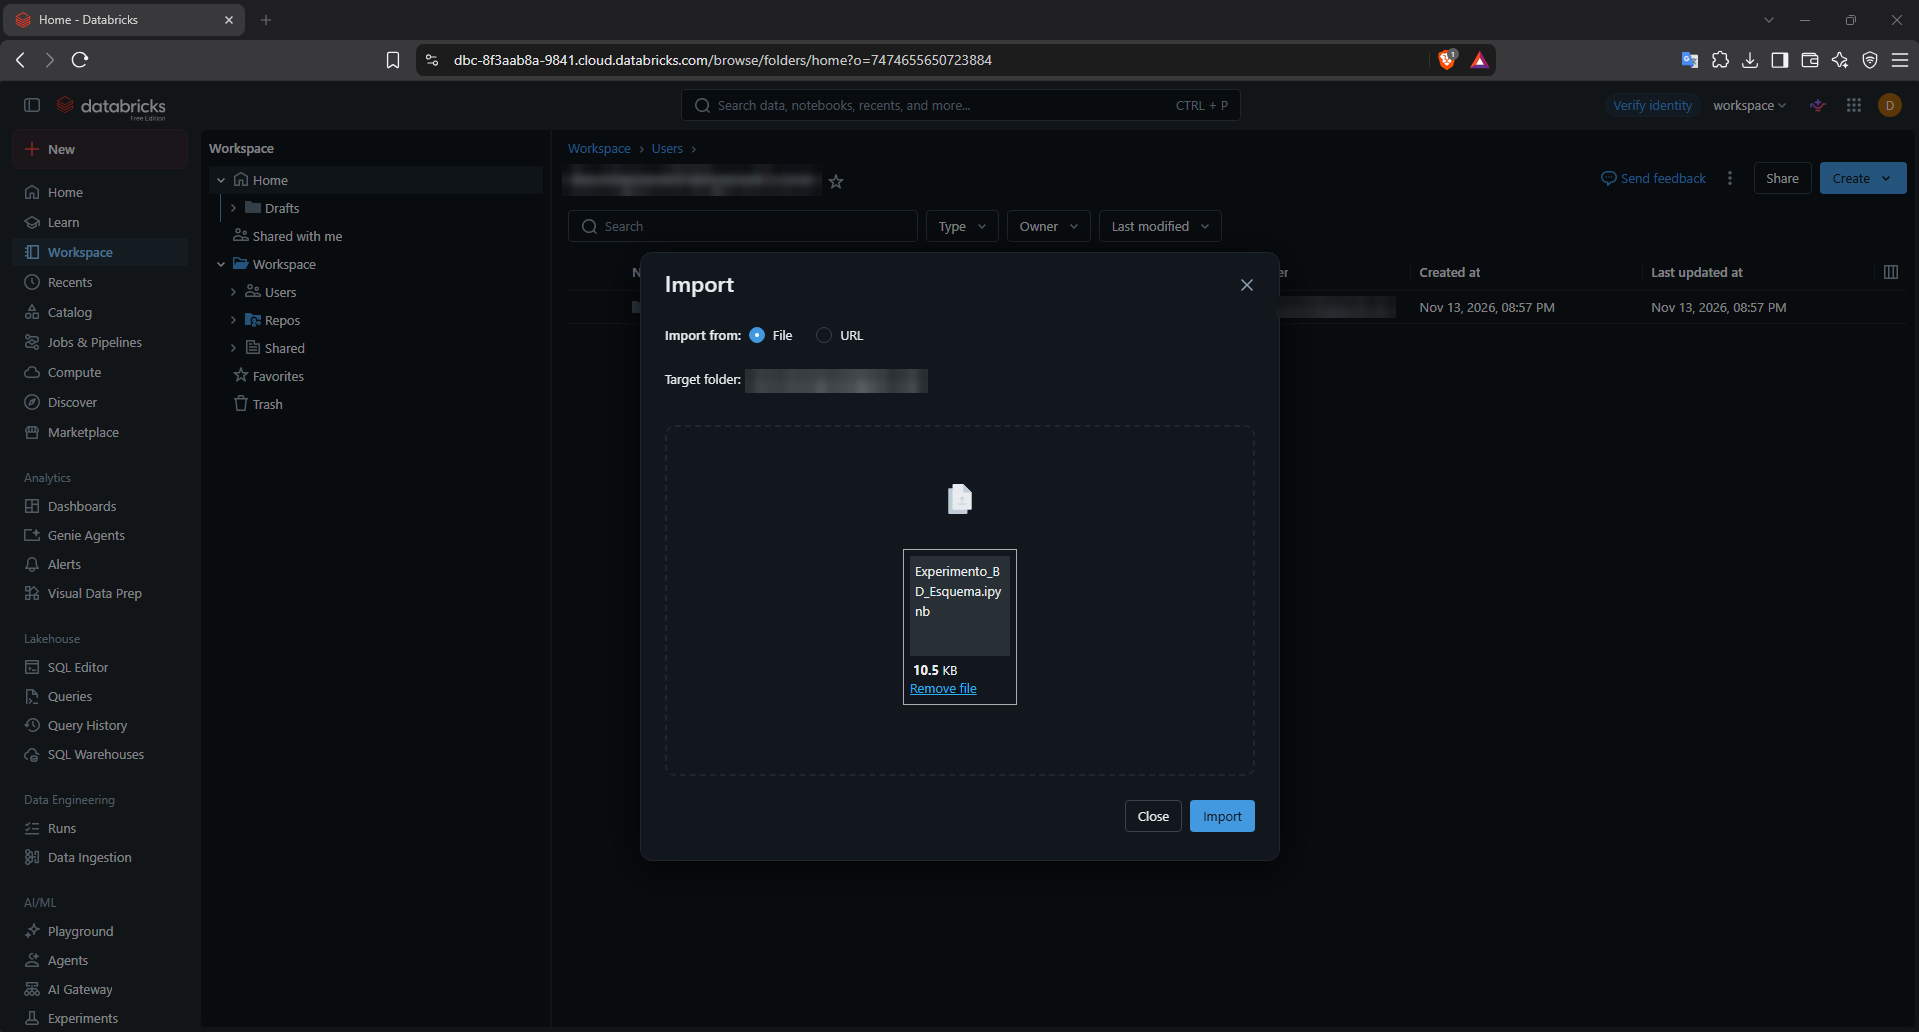 Home - Databricks
dbc-8f3aab8a-9841.cloud.databricks.com/browse/folders/home?o=7474655650723884
1
databricks
Free Edition
Search data, notebooks, recents, and more...
CTRL + P
Verify identity
workspace
D
New
Home
Learn
Workspace
Recents
Catalog
Jobs & Pipelines
Compute
Discover
Marketplace
Analytics
Dashboards
Genie Agents
Alerts
Visual Data Prep
Lakehouse
SQL Editor
Queries
Query History
SQL Warehouses
Data Engineering
Runs
Data Ingestion
AI/ML
Playground
Agents
AI Gateway
Experiments
Workspace
Home
Drafts
Shared with me
Workspace
Users
Repos
Shared
Favorites
Trash
Workspace > Users >
Send feedback
Share
Create
Search
Type
Owner
Last modified
Created at
Last updated at
Nov 13, 2026, 08:57 PM
Nov 13, 2026, 08:57 PM
Import
Import from:
File
URL
Target folder:
Experimento_B
D_Esquema.ipy
nb
10.5 KB
Remove file
Close
Import